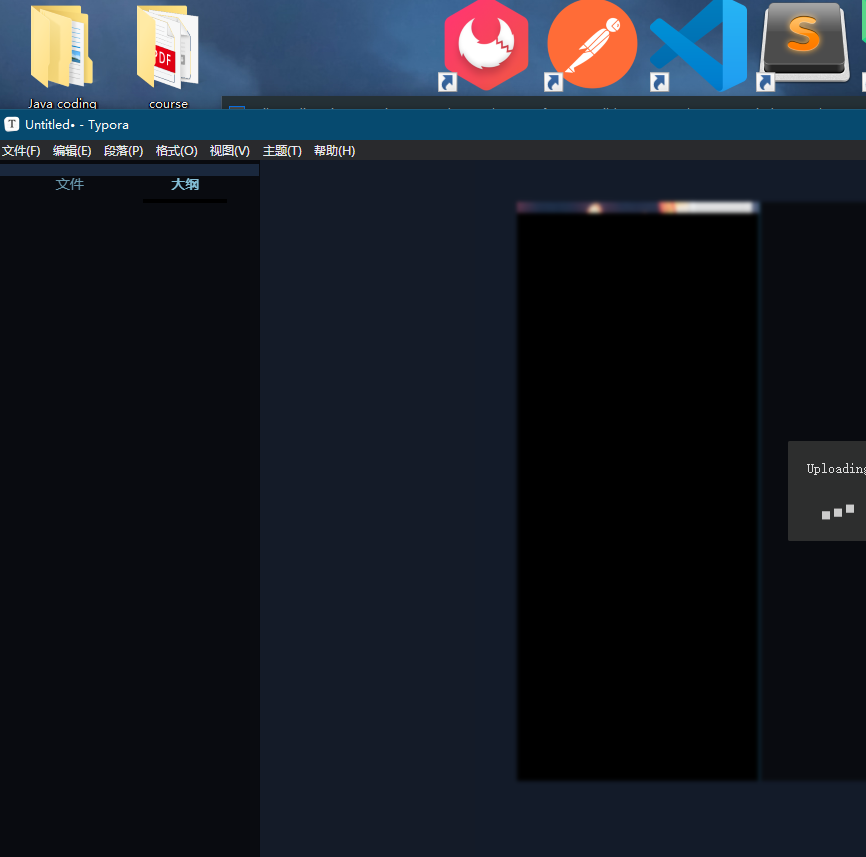 PDF
S
Java coding
course
T Untitled• - Typora
文件(F) 编辑(E) 段落(P) 格式(O) 视图(V) 主题(T) 帮助(H)
文件 大纲
Uploading